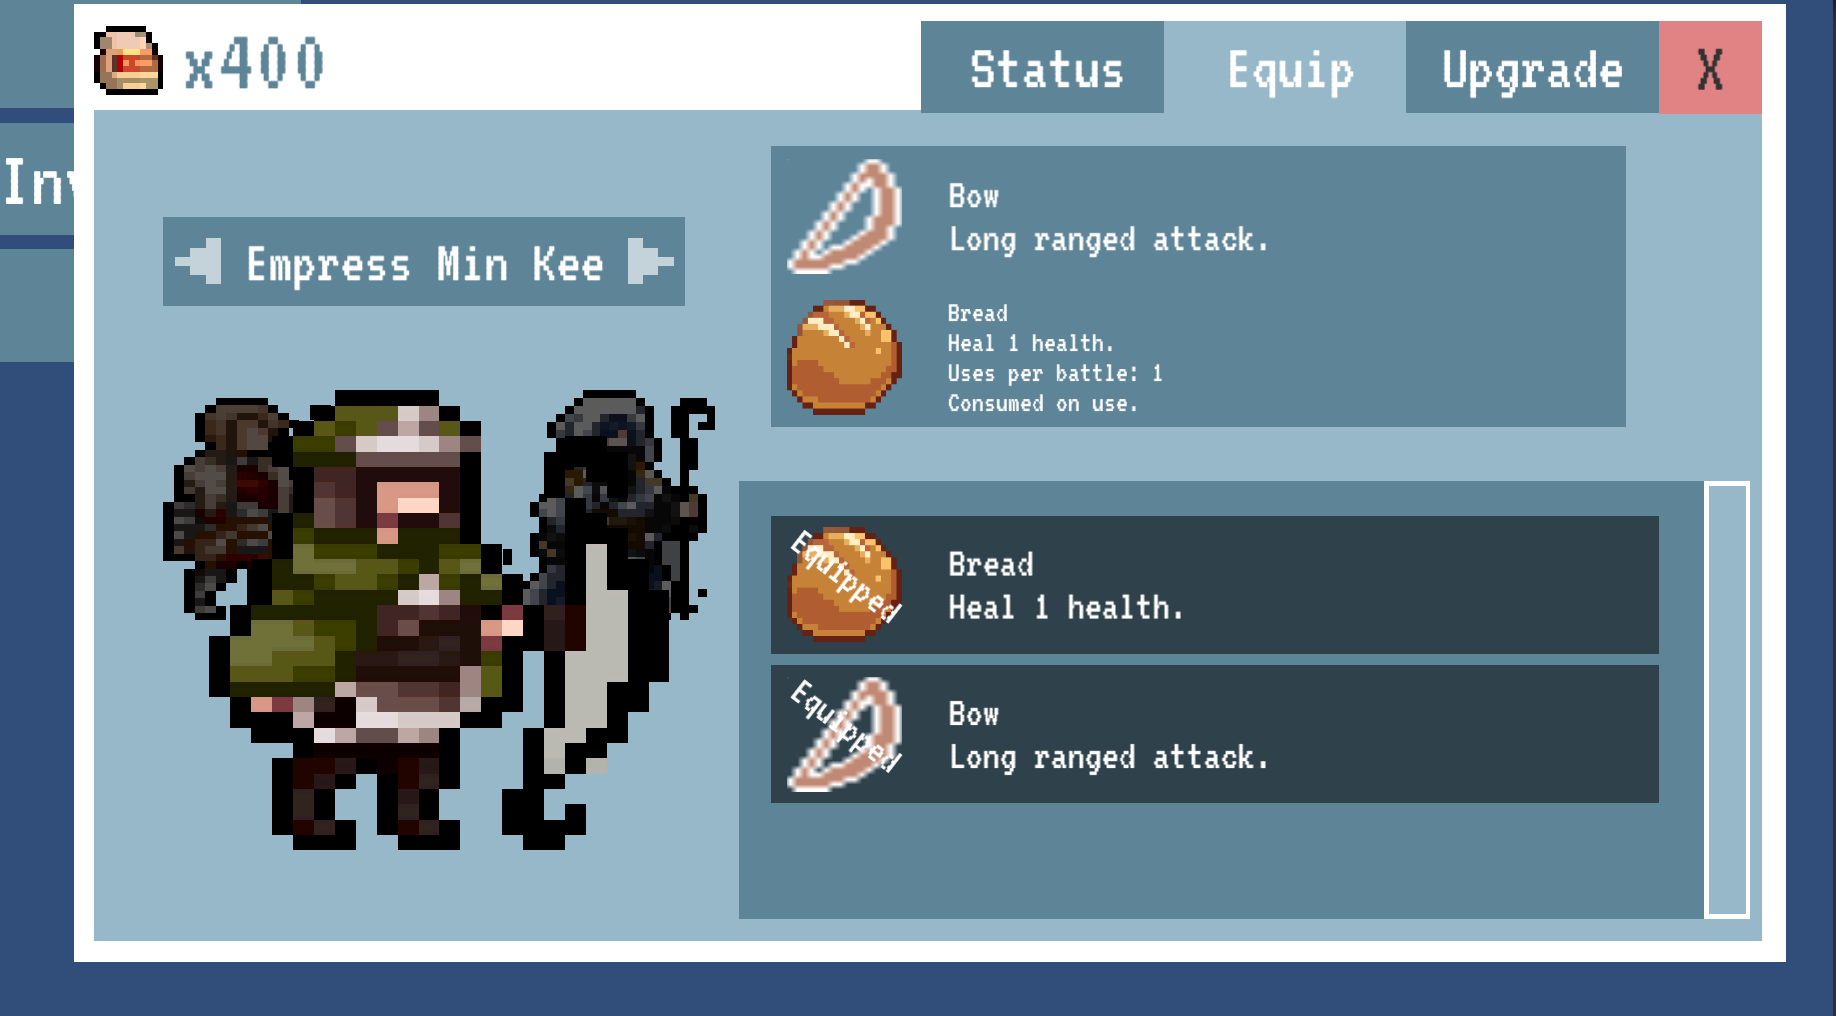 x400
Status
Equip
Upgrade
X
Inv
Empress Min Kee
Bow
Long ranged attack.
Bread
Heal 1 health.
Uses per battle: 1
Consumed on use.
Equipped
Bread
Heal 1 health.
Equipped
Bow
Long ranged attack.